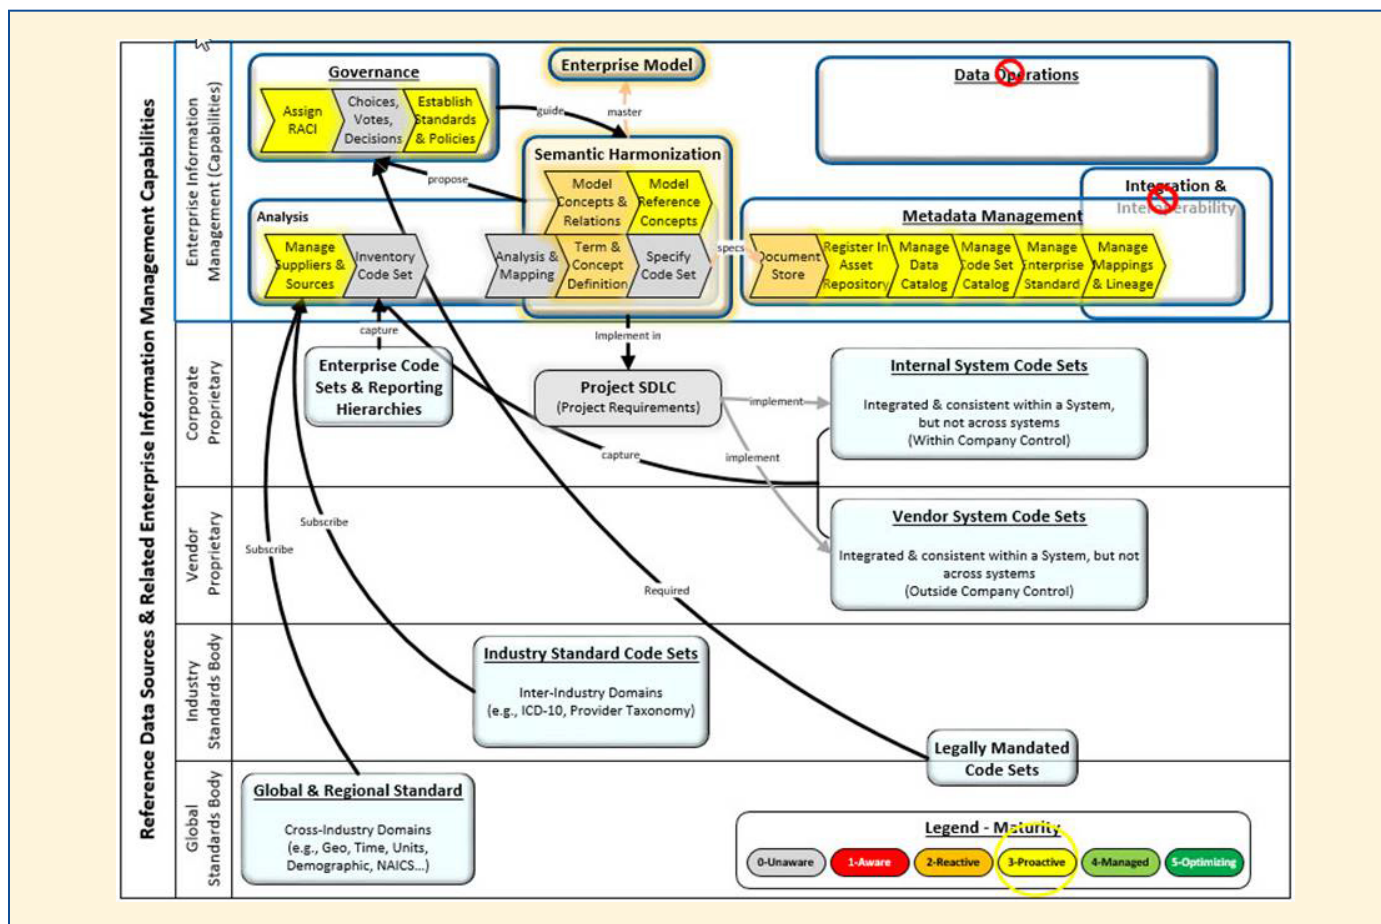 Reference Data Sources & Related Enterprise Information Management Capabilities
Enterprise Information
Management (Capabilities)
Governance
Assign
RACI
Choices,
Votes,
Decisions
Establish
Standards
& Policies
guide
Enterprise Model
master
Data Operations
Semantic Harmonization
Model
Concepts &
Relations
Model
Reference
Concepts
propose
Analysis
Manage
Suppliers &
Sources
Inventory
Code Set
Analysis &
Mapping
Term &
Concept
Definition
Specify
Code Set
specs
Integration &
Interoperability
Metadata Management
Document
Store
Register In
Asset
Repository
Manage
Data
Catalog
Manage
Code Set
Catalog
Manage
Enterprise
Standard
Manage
Mappings
& Lineage
Corporate
Proprietary
capture
Enterprise Code
Sets & Reporting
Hierarchies
Implement in
Project SDLC
(Project Requirements)
implement
implement
capture
Internal System Code Sets
Integrated & consistent within a System,
but not across systems
(Within Company Control)
Vendor
Proprietary
Subscribe
Subscribe
Required
Vendor System Code Sets
Integrated & consistent within a System, but not
across systems
(Outside Company Control)
Industry
Standards Body
Industry Standard Code Sets
Inter-Industry Domains
(e.g., ICD-10, Provider Taxonomy)
Legally Mandated
Code Sets
Global
Standards Body
Global & Regional Standard
Cross-Industry Domains
(e.g., Geo, Time, Units,
Demographic, NAICS...)
Legend - Maturity
0-Unaware
1-Aware
2-Reactive
3-Proactive
4-Managed
5-Optimizing